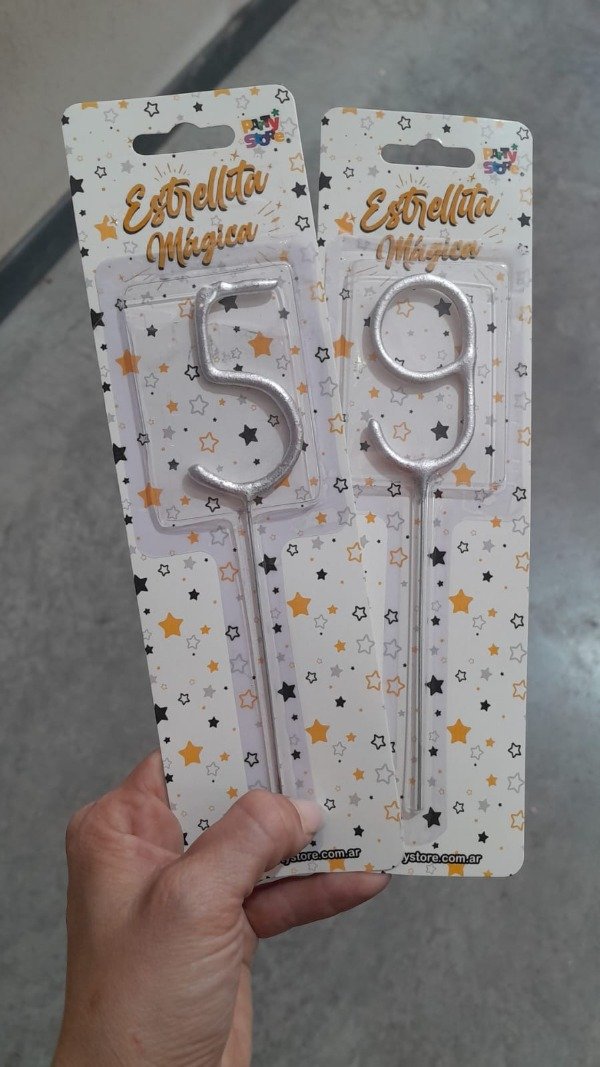 PARTY
STORE
Estrellita
Mágica
5
ystore.com.ar
PARTY
STORE
Estrellita
Mágica
9
ystore.com.ar